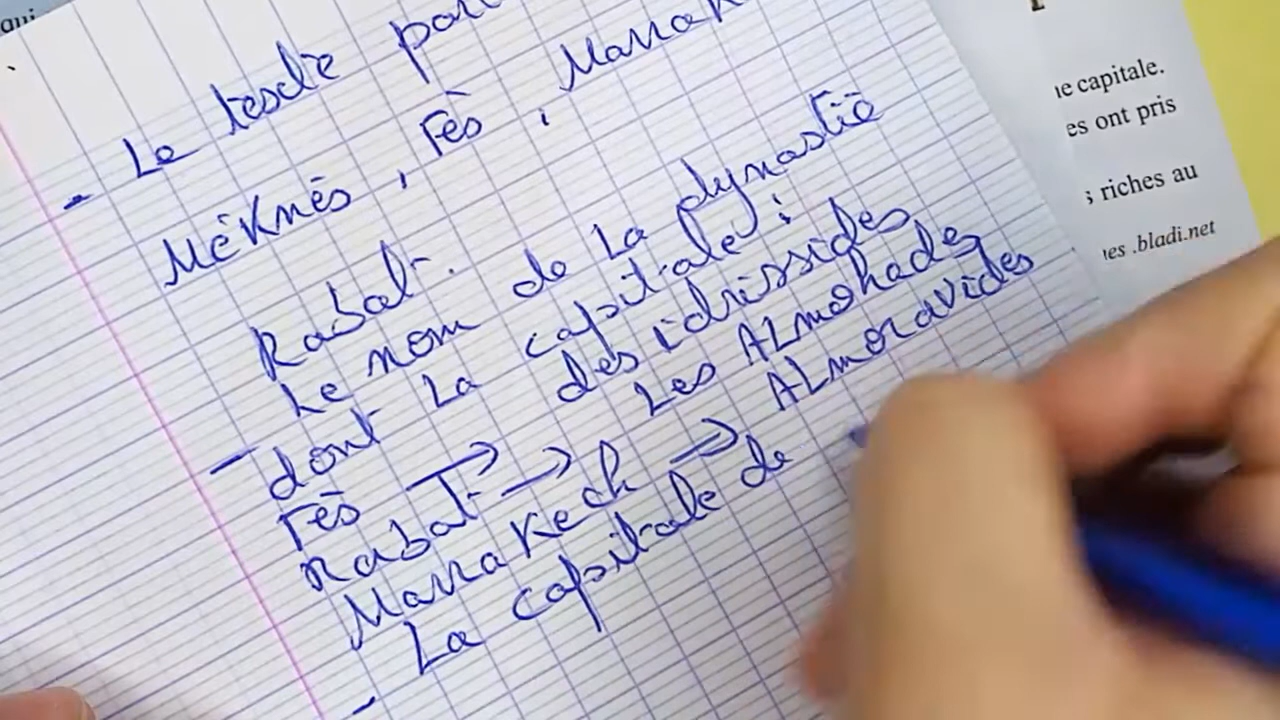 - Le texte par
Méknès, Fès, Marrak
Rabat.
- Le nom de la dynastie
dont la capitale :
Fès → des idrissides
Rabat → Les ALmohades
Marrakech → ALmoravides
- La capitale de
ne capitale.
es ont pris
s riches au
.bladi.net